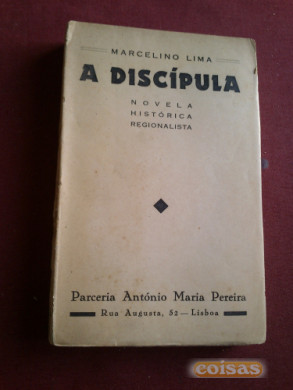 MARCELINO LIMA
A DISCÍPULA
NOVELA
HISTÓRICA
REGIONALISTA
Parceria António Maria Pereira
Rua Augusta, 52 — Lisboa
coisas